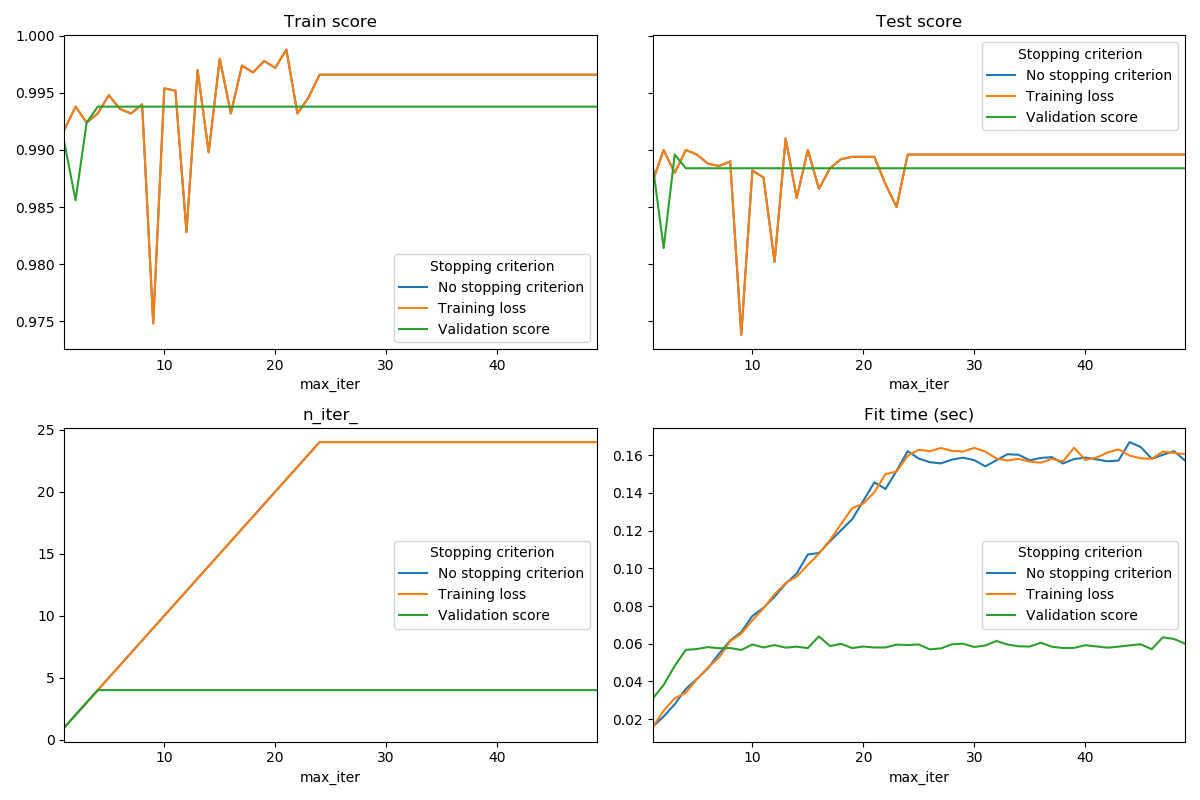 Train score
1.000
0.995
0.990
0.985
0.980
0.975
Stopping criterion
No stopping criterion
Training loss
Validation score
10 20 30 40
max_iter
Test score
Stopping criterion
No stopping criterion
Training loss
Validation score
10 20 30 40
max_iter
n_iter_
25
20
15
10
5
0
Stopping criterion
No stopping criterion
Training loss
Validation score
10 20 30 40
max_iter
Fit time (sec)
0.16
0.14
0.12
0.10
0.08
0.06
0.04
0.02
Stopping criterion
No stopping criterion
Training loss
Validation score
10 20 30 40
max_iter